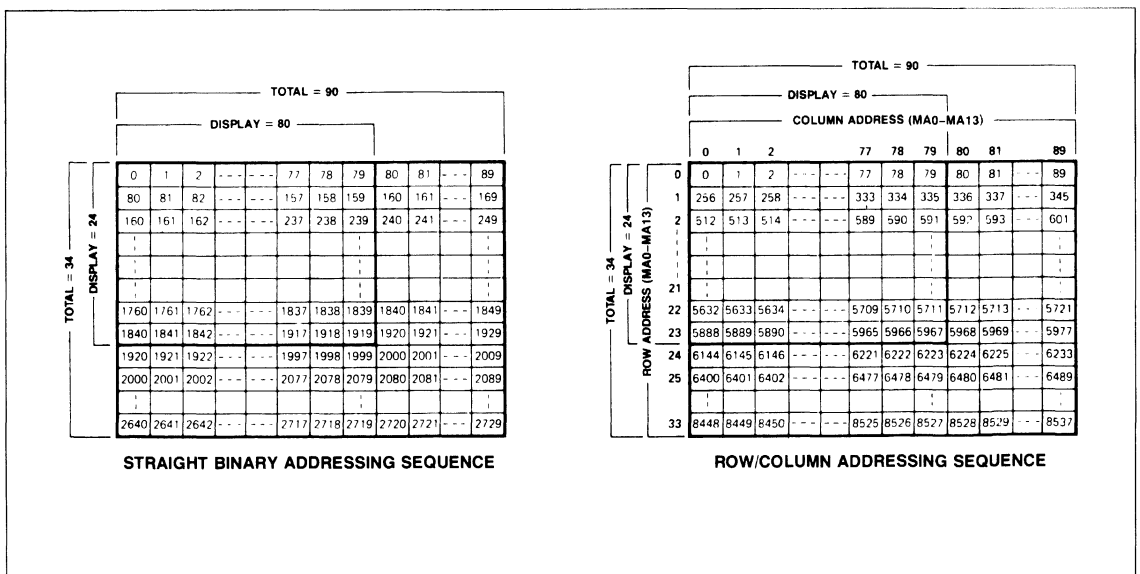 TOTAL = 90
DISPLAY = 80
TOTAL = 34
DISPLAY = 24
0 1 2 - - - - - - 77 78 79 80 81 - - - 89
80 81 82 - - - - - - 157 158 159 160 161 - - - 169
160 161 162 - - - - - - 237 238 239 240 241 - - - 249
1760 1761 1762 - - - - - - 1837 1838 1839 1840 1841 - - - 1849
1840 1841 1842 - - - - - - 1917 1918 1919 1920 1921 - - - 1929
1920 1921 1922 - - - - - - 1997 1998 1999 2000 2001 - - - 2009
2000 2001 2002 - - - - - - 2077 2078 2079 2080 2081 - - - 2089
2640 2641 2642 - - - - - - 2717 2718 2719 2720 2721 - - - 2729
STRAIGHT BINARY ADDRESSING SEQUENCE
TOTAL = 90
DISPLAY = 80
COLUMN ADDRESS (MA0-MA13)
TOTAL = 34
DISPLAY = 24
ROW ADDRESS (MA0-MA13)
0 1 2 77 78 79 80 81 89
0 0 1 2 - - - - - - 77 78 79 80 81 - - - 89
1 256 257 258 - - - - - - 333 334 335 336 337 - - - 345
2 512 513 514 - - - - - - 589 590 591 592 593 - - - 601
21
22 5632 5633 5634 - - - - - - 5709 5710 5711 5712 5713 - - - 5721
23 5888 5889 5890 - - - - - - 5965 5966 5967 5968 5969 - - - 5977
24 6144 6145 6146 - - - - - - 6221 6222 6223 6224 6225 - - - 6233
25 6400 6401 6402 - - - - - - 6477 6478 6479 6480 6481 - - - 6489
33 8448 8449 8450 - - - - - - 8525 8526 8527 8528 8529 - - - 8537
ROW/COLUMN ADDRESSING SEQUENCE